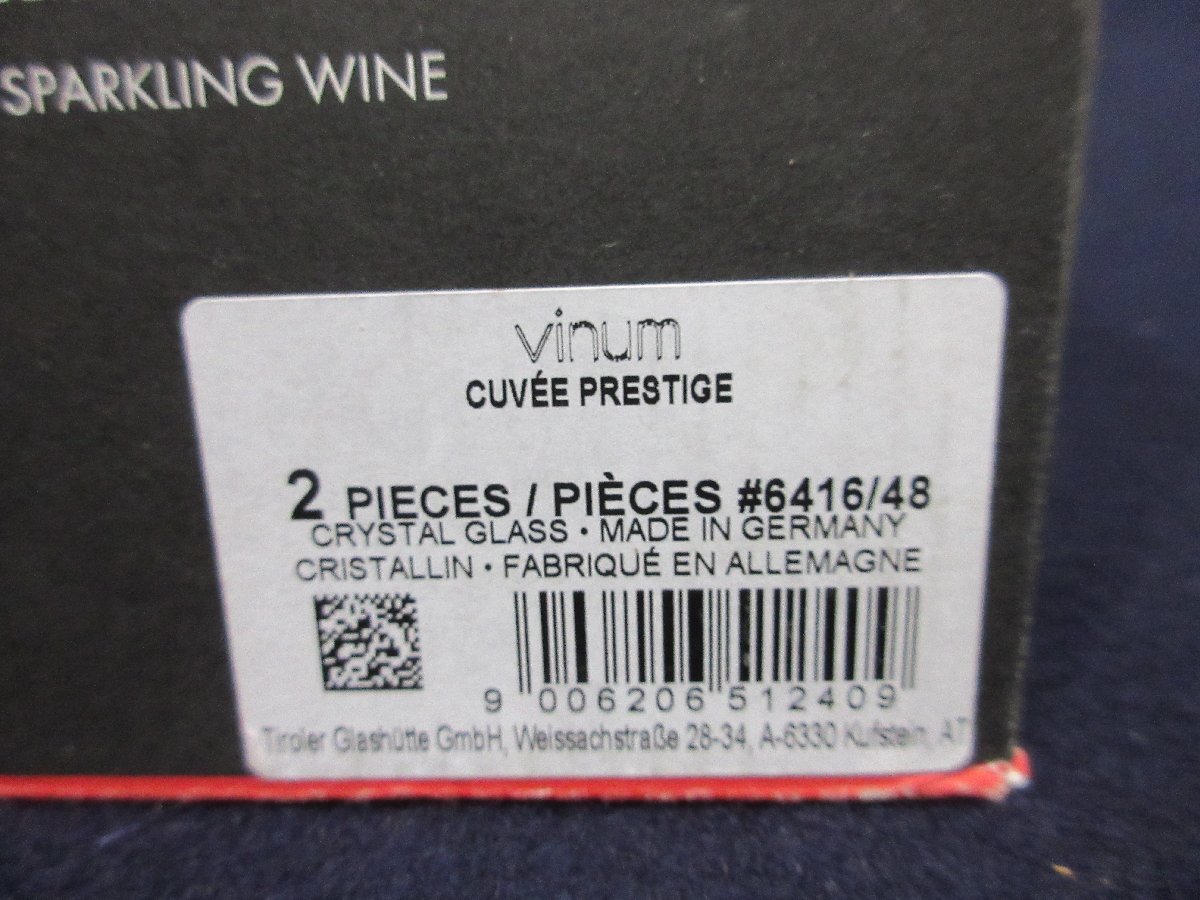 SPARKLING WINE
vinum
CUVÉE PRESTIGE
2 PIECES / PIÈCES #6416/48
CRYSTAL GLASS • MADE IN GERMANY
CRISTALLIN • FABRIQUÉ EN ALLEMAGNE
9 006206 512409
Tiroler Glashütte GmbH, Weissachstraße 28-34, A-6330 Kufstein, AT